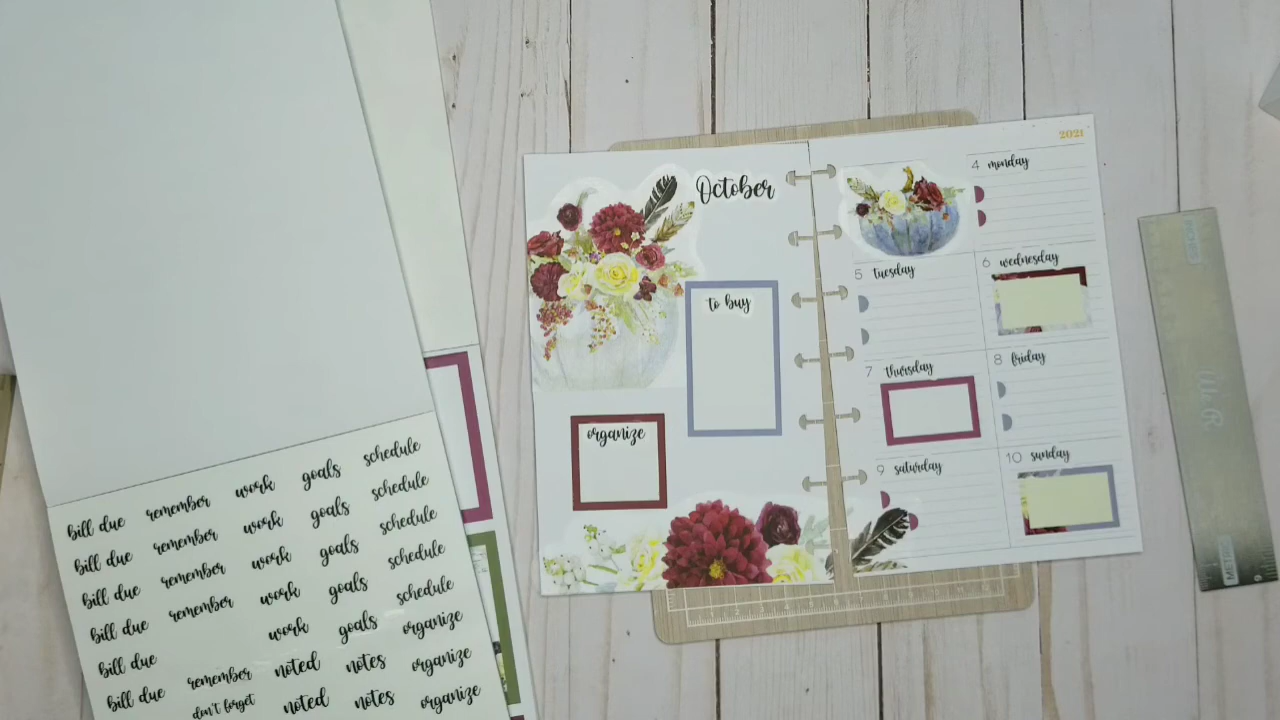 bill due remember work goals schedule
bill due remember work goals schedule
bill due remember work goals schedule
bill due remember work goals schedule
bill due work goals schedule
bill due remember noted notes organize
don't forget noted notes organize
organize
October
to buy
organize
2021
4 monday
5 tuesday
6 wednesday
7 thursday
8 friday
9 saturday
10 sunday
We R
METRIC